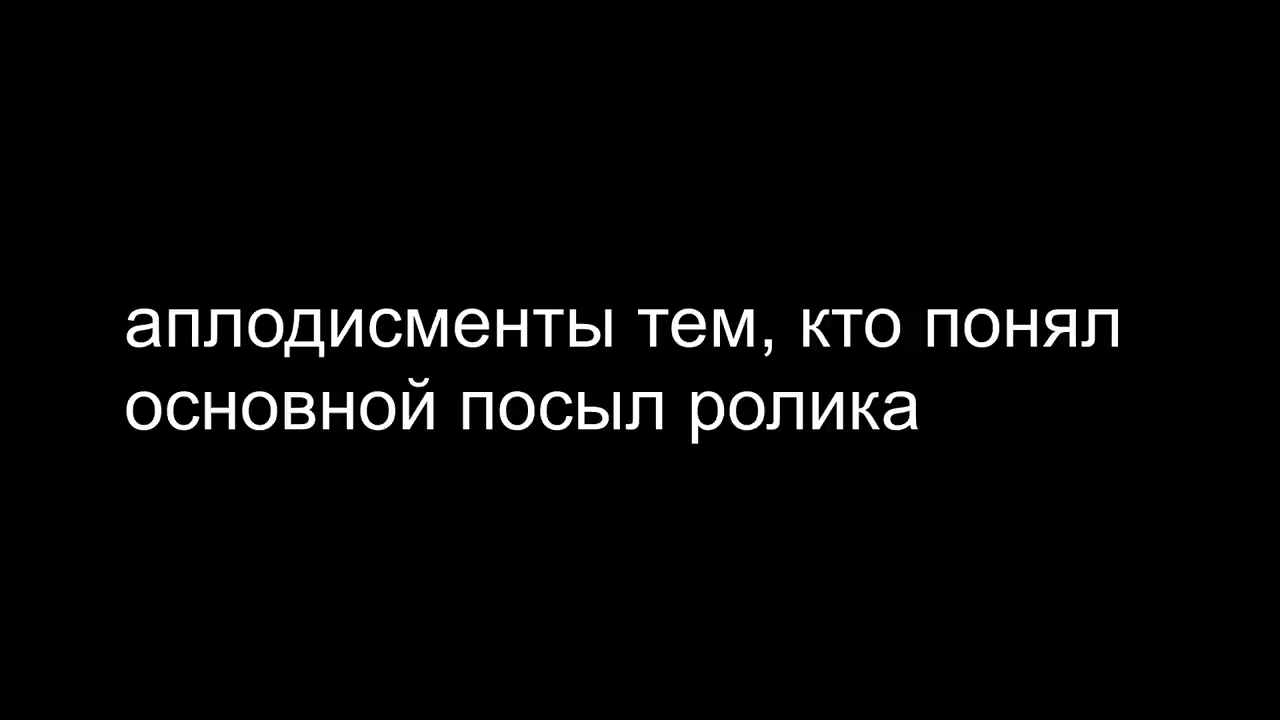 аплодисменты тем, кто понял
основной посыл ролика